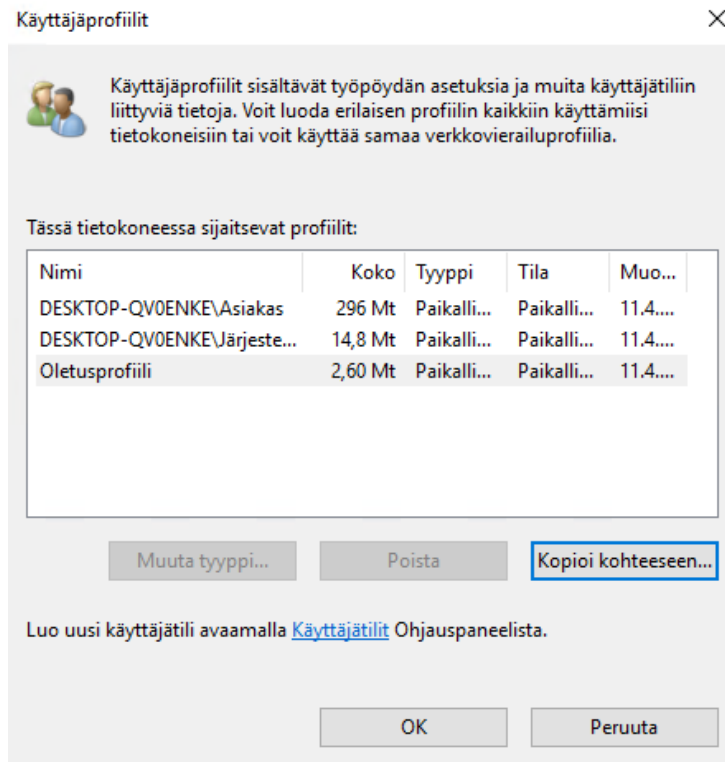 Käyttäjäprofiilit
Käyttäjäprofiilit sisältävät työpöydän asetuksia ja muita käyttäjätiliin
liittyviä tietoja. Voit luoda erilaisen profiilin kaikkiin käyttämiisi
tietokoneisiin tai voit käyttää samaa verkkovierailuprofiilia.
Tässä tietokoneessa sijaitsevat profiilit:
Nimi Koko Tyyppi Tila Muo...
DESKTOP-QV0ENKE\Asiakas 296 Mt Paikalli... Paikalli... 11.4....
DESKTOP-QV0ENKE\Järjeste... 14,8 Mt Paikalli... Paikalli... 11.4....
Oletusprofiili 2,60 Mt Paikalli... Paikalli... 11.4....
Muuta tyyppi... Poista Kopioi kohteeseen...
Luo uusi käyttäjätili avaamalla Käyttäjätilit Ohjauspaneelista.
OK Peruuta